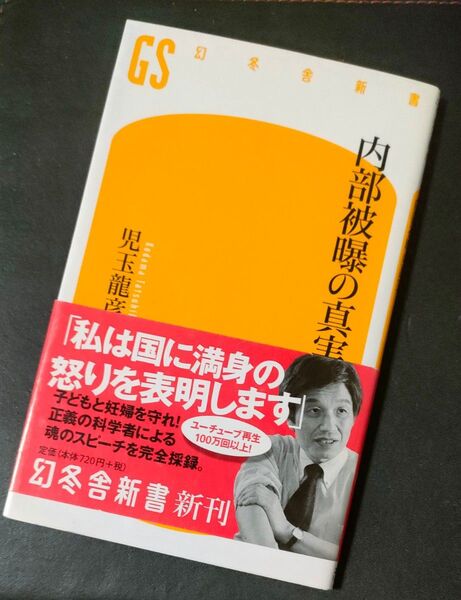 GS
幻冬舎新書
内部被曝の真実
児玉龍彦
Kodama Tatsuhi
「私は国に満身の
怒りを表明します」
子どもと妊婦を守れ!
正義の科学者による
魂のスピーチを完全採録。
ユーチューブ再生
100万回以上!
定価(本体720円+税)
幻冬舎新書 新刊